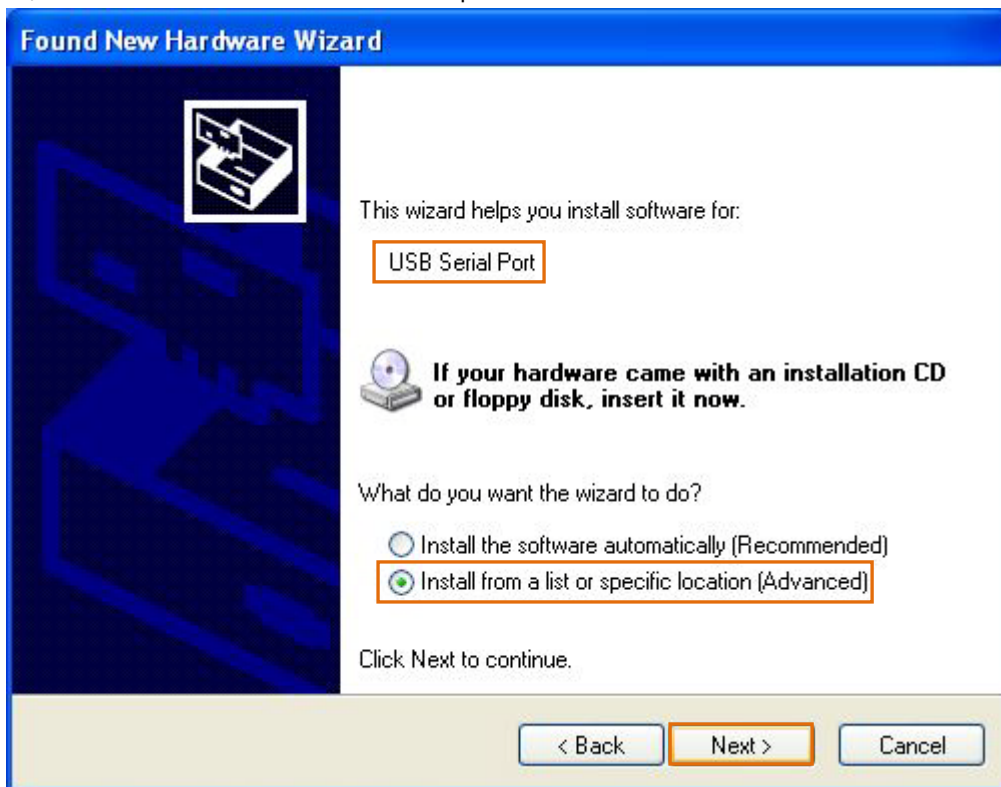 Found New Hardware Wizard
This wizard helps you install software for:
USB Serial Port
If your hardware came with an installation CD
or floppy disk, insert it now.
What do you want the wizard to do?
Install the software automatically (Recommended)
Install from a list or specific location (Advanced)
Click Next to continue.
< Back Next > Cancel